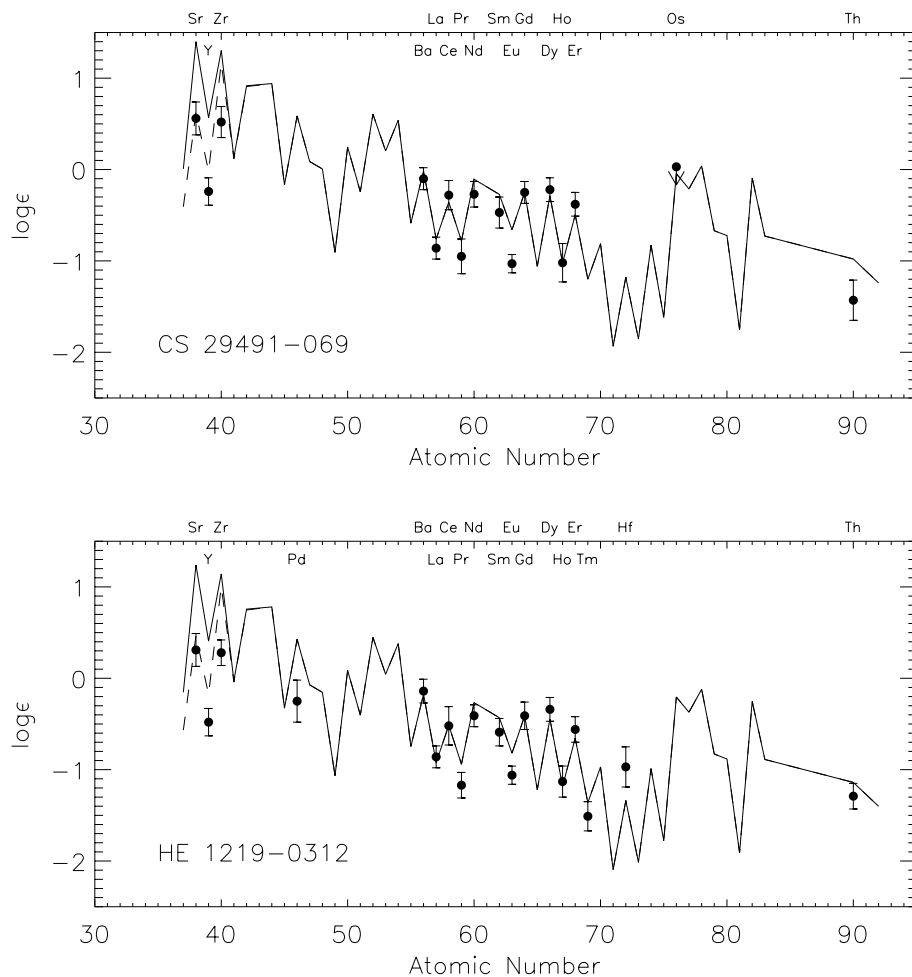 Sr Zr La Pr Sm Gd Ho Os Th
Y Ba Ce Nd Eu Dy Er
1
0
−1
−2
logϵ
CS 29491−069
30 40 50 60 70 80 90
Atomic Number
Sr Zr Ba Ce Nd Eu Dy Er Hf Th
Y Pd La Pr Sm Gd Ho Tm
1
0
−1
−2
logϵ
HE 1219−0312
30 40 50 60 70 80 90
Atomic Number